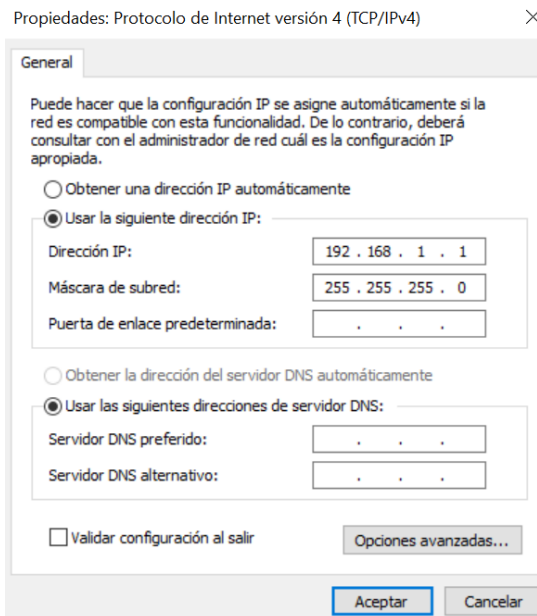 Propiedades: Protocolo de Internet versión 4 (TCP/IPv4)
General
Puede hacer que la configuración IP se asigne automáticamente si la
red es compatible con esta funcionalidad. De lo contrario, deberá
consultar con el administrador de red cuál es la configuración IP
apropiada.
Obtener una dirección IP automáticamente
Usar la siguiente dirección IP:
Dirección IP: 192 . 168 . 1 . 1
Máscara de subred: 255 . 255 . 255 . 0
Puerta de enlace predeterminada: . . .
Obtener la dirección del servidor DNS automáticamente
Usar las siguientes direcciones de servidor DNS:
Servidor DNS preferido: . . .
Servidor DNS alternativo: . . .
Validar configuración al salir
Opciones avanzadas...
Aceptar Cancelar